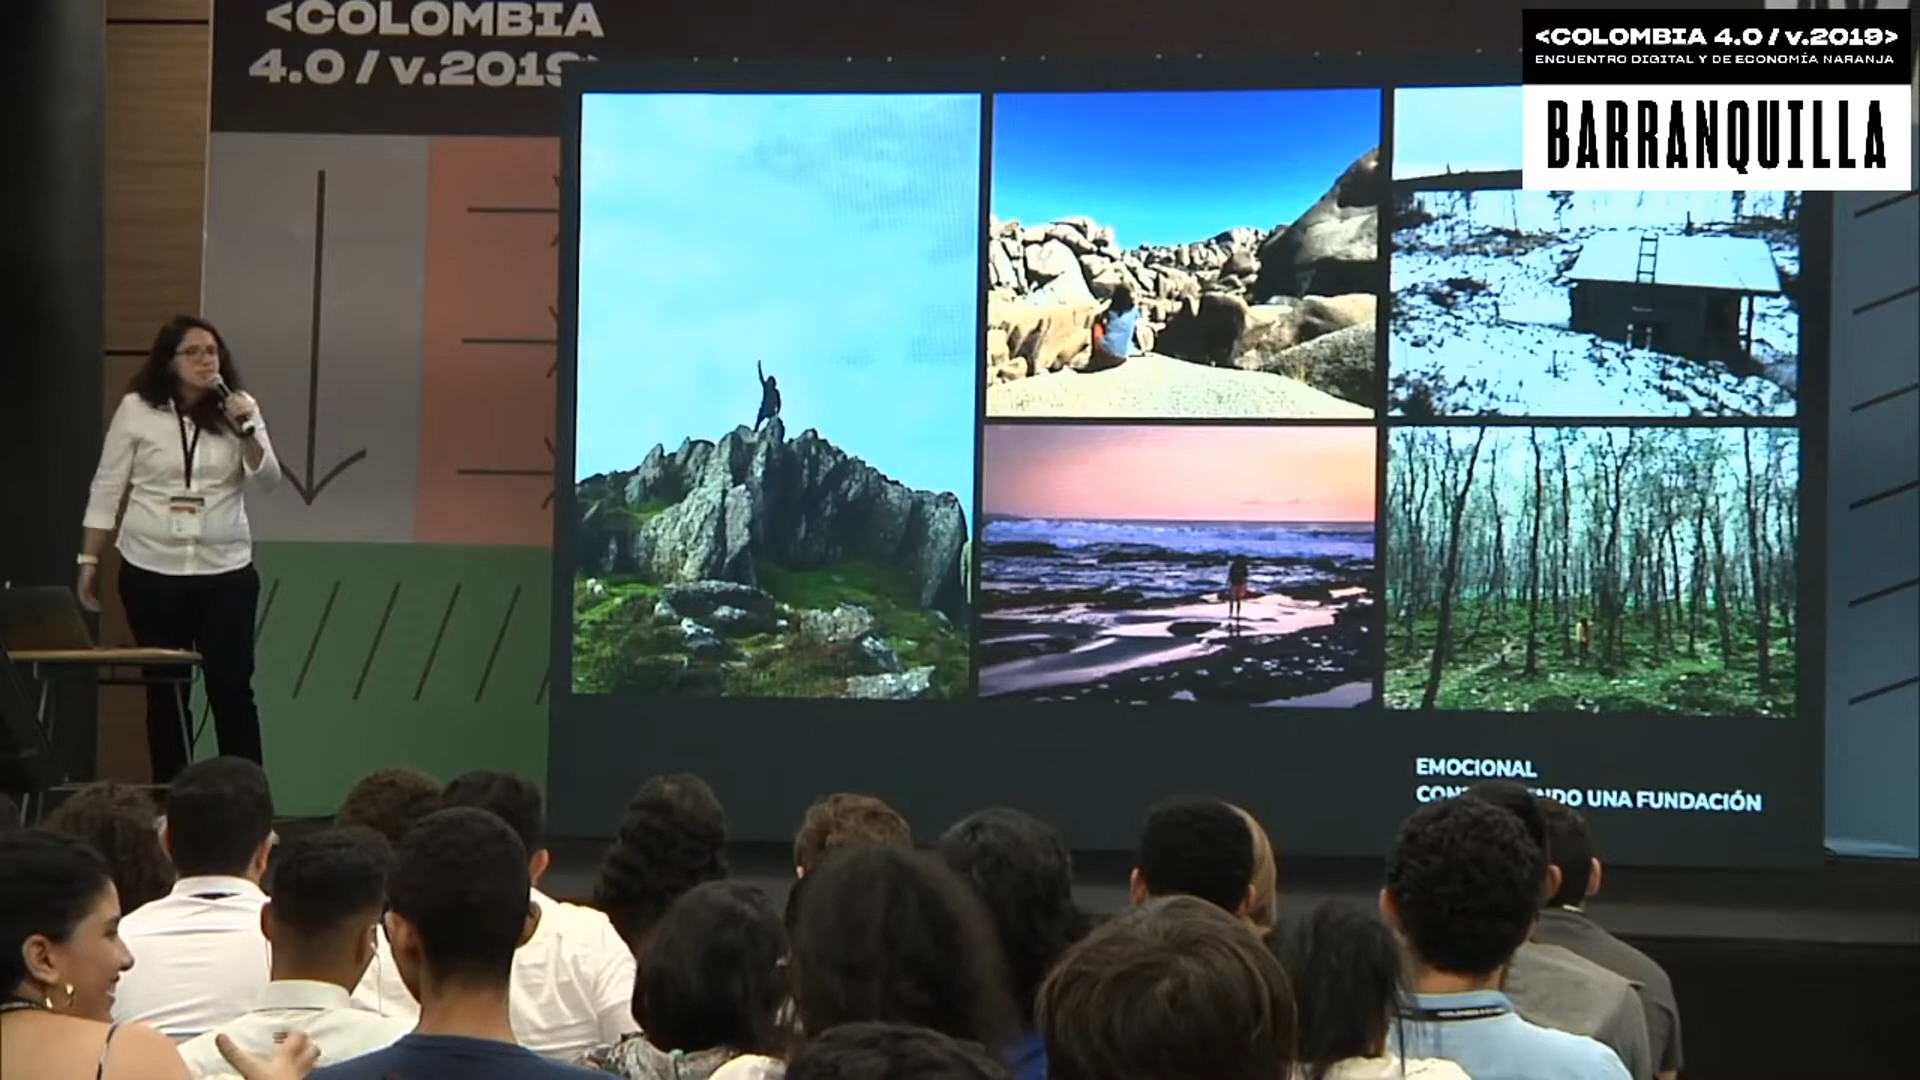 <COLOMBIA
4.0 / v.2019>
<COLOMBIA 4.0 / v.2019>
ENCUENTRO DIGITAL Y DE ECONOMÍA NARANJA
BARRANQUILLA
EMOCIONAL
UNA FUNDACIÓN